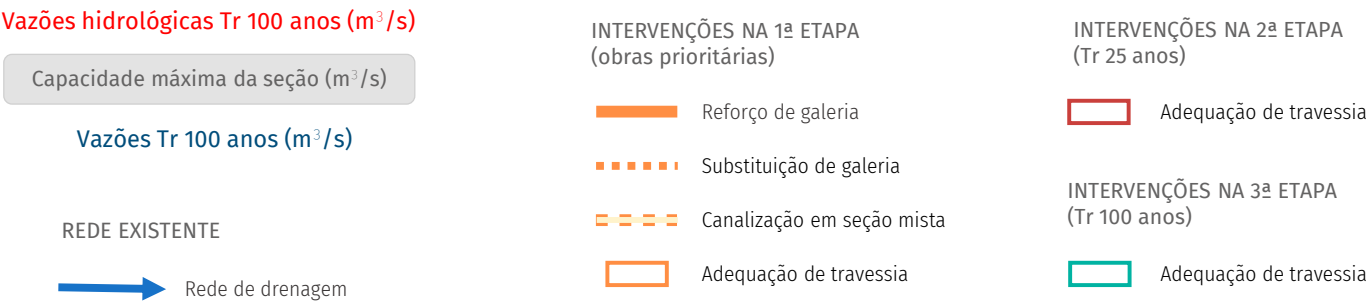 Vazões hidrológicas Tr 100 anos (m³/s)
Capacidade máxima da seção (m³/s)
Vazões Tr 100 anos (m³/s)
REDE EXISTENTE
Rede de drenagem
INTERVENÇÕES NA 1ª ETAPA
(obras prioritárias)
Reforço de galeria
Substituição de galeria
Canalização em seção mista
Adequação de travessia
INTERVENÇÕES NA 2ª ETAPA
(Tr 25 anos)
Adequação de travessia
INTERVENÇÕES NA 3ª ETAPA
(Tr 100 anos)
Adequação de travessia